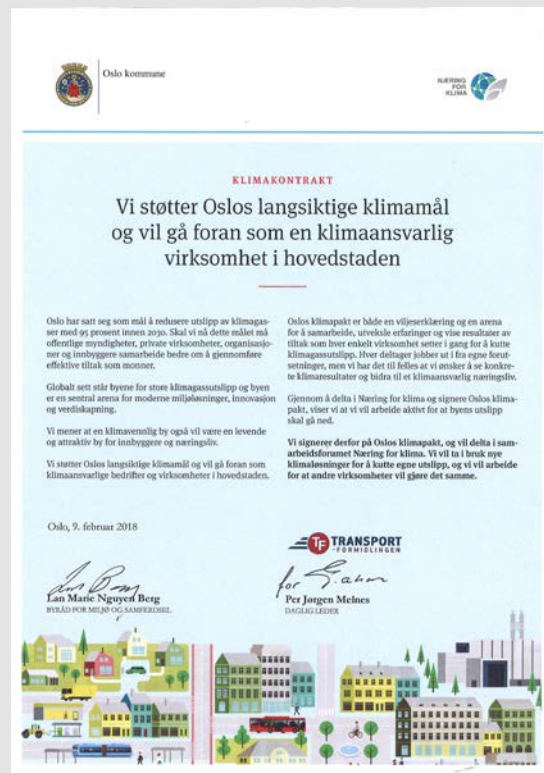 Oslo kommune
NÆRING
FOR
KLIMA
KLIMAKONTRAKT
Vi støtter Oslos langsiktige klimamål
og vil gå foran som en klimaansvarlig
virksomhet i hovedstaden
Oslo har satt seg som mål å redusere utslipp av klimagas-
ser med 95 prosent innen 2030. Skal vi nå dette målet må
offentlige myndigheter, private virksomheter, organisasjo-
ner og innbyggere samarbeide bedre om å gjennomføre
effektive tiltak som monner.
Globalt sett står byene for store klimagassutslipp og byen
er en sentral arena for moderne miljøløsninger, innovasjon
og verdiskapning.
Vi mener at en klimavennlig by også vil være en levende
og attraktiv by for innbyggere og næringsliv.
Vi støtter Oslos langsiktige klimamål og vil gå foran som
klimaansvarlige bedrifter og virksomheter i hovedstaden.
Oslos klimapakt er både en viljeserklæring og en arena
for å samarbeide, utveksle erfaringer og vise resultater av
tiltak som hver enkelt virksomhet setter i gang for å kutte
klimagassutslipp. Hver deltager jobber ut i fra egne forut-
setninger, men vi har det til felles at vi ønsker å se konkre-
te klimaresultater og bidra til et klimaansvarlig næringsliv.
Gjennom å delta i Næring for klima og signere Oslo klima-
pakt, viser vi at vi vil arbeide aktivt for at byens utslipp
skal gå ned.
Vi signerer derfor på Oslos klimapakt, og vil delta i sam-
arbeidsforumet Næring for klima. Vi vil ta i bruk nye
klimaløsninger for å kutte egne utslipp, og vi vil arbeide
for at andre virksomheter vil gjøre det samme.
Oslo, 9. februar 2018
TF TRANSPORT
-FORMIDLINGEN
for
Lan Marie Nguyen Berg
BYRÅD FOR MILJØ OG SAMFERDSEL
Per Jørgen Melnes
DAGLIG LEDER